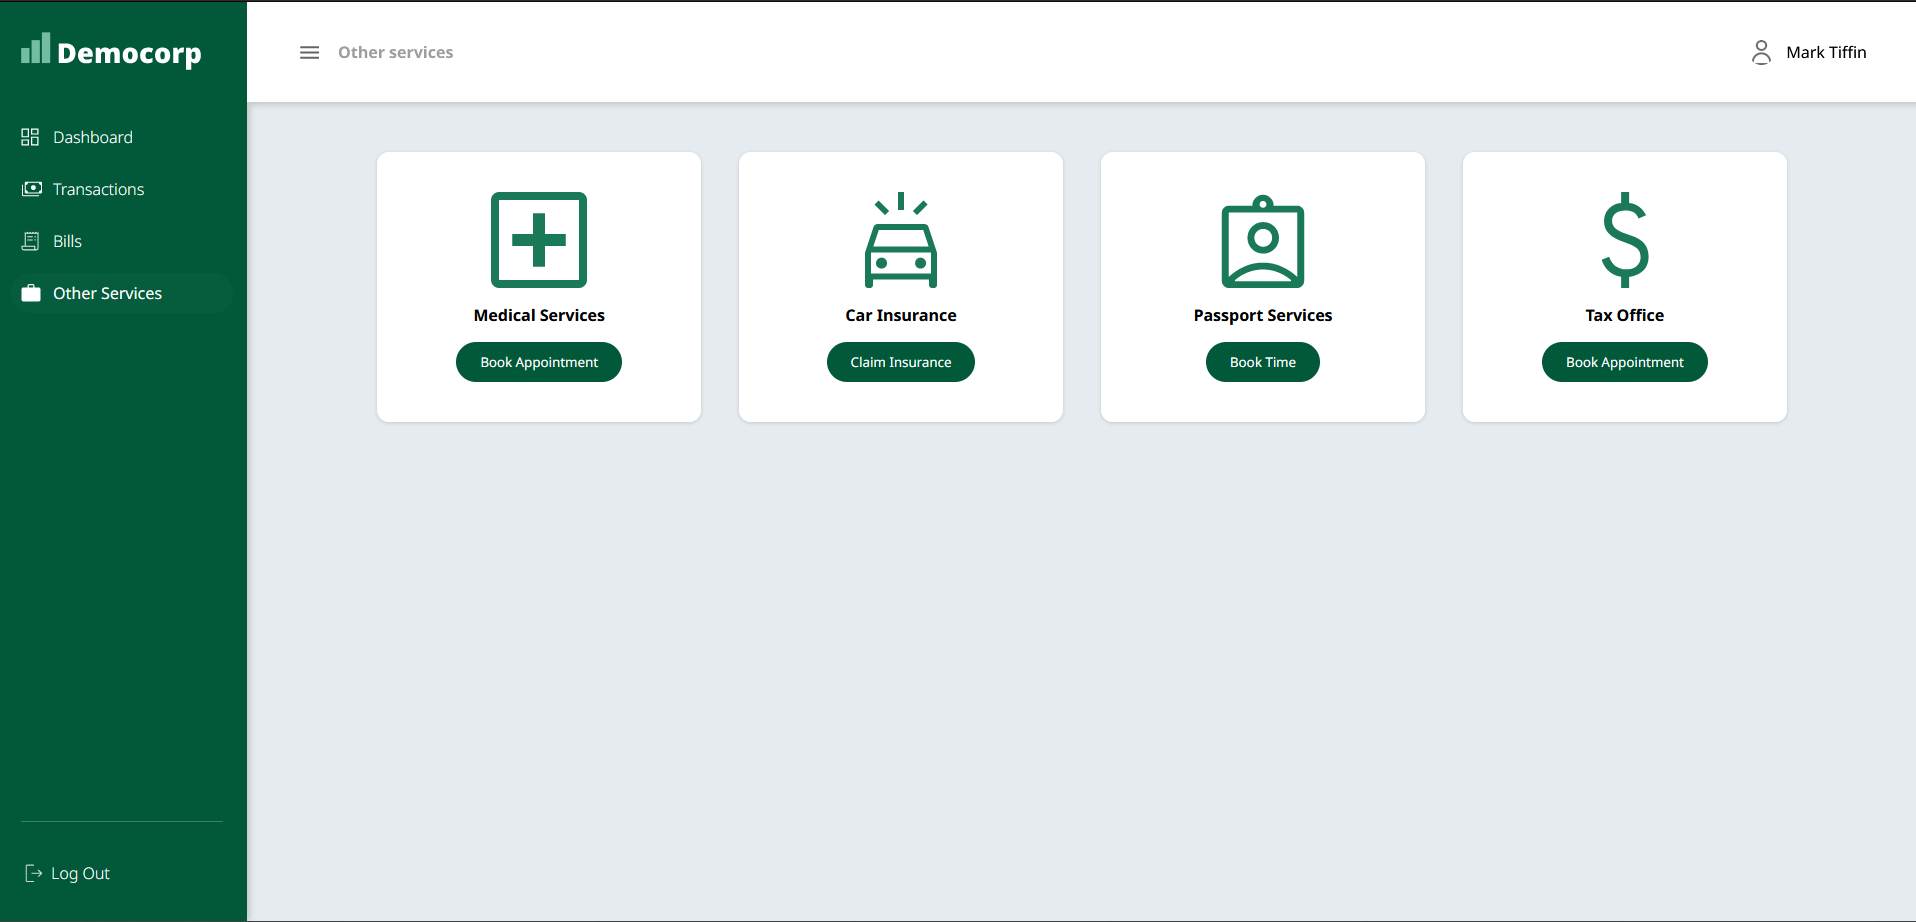 Democorp
Dashboard
Transactions
Bills
Other Services
Log Out
Other services
Mark Tiffin
Medical Services
Book Appointment
Car Insurance
Claim Insurance
Passport Services
Book Time
Tax Office
Book Appointment